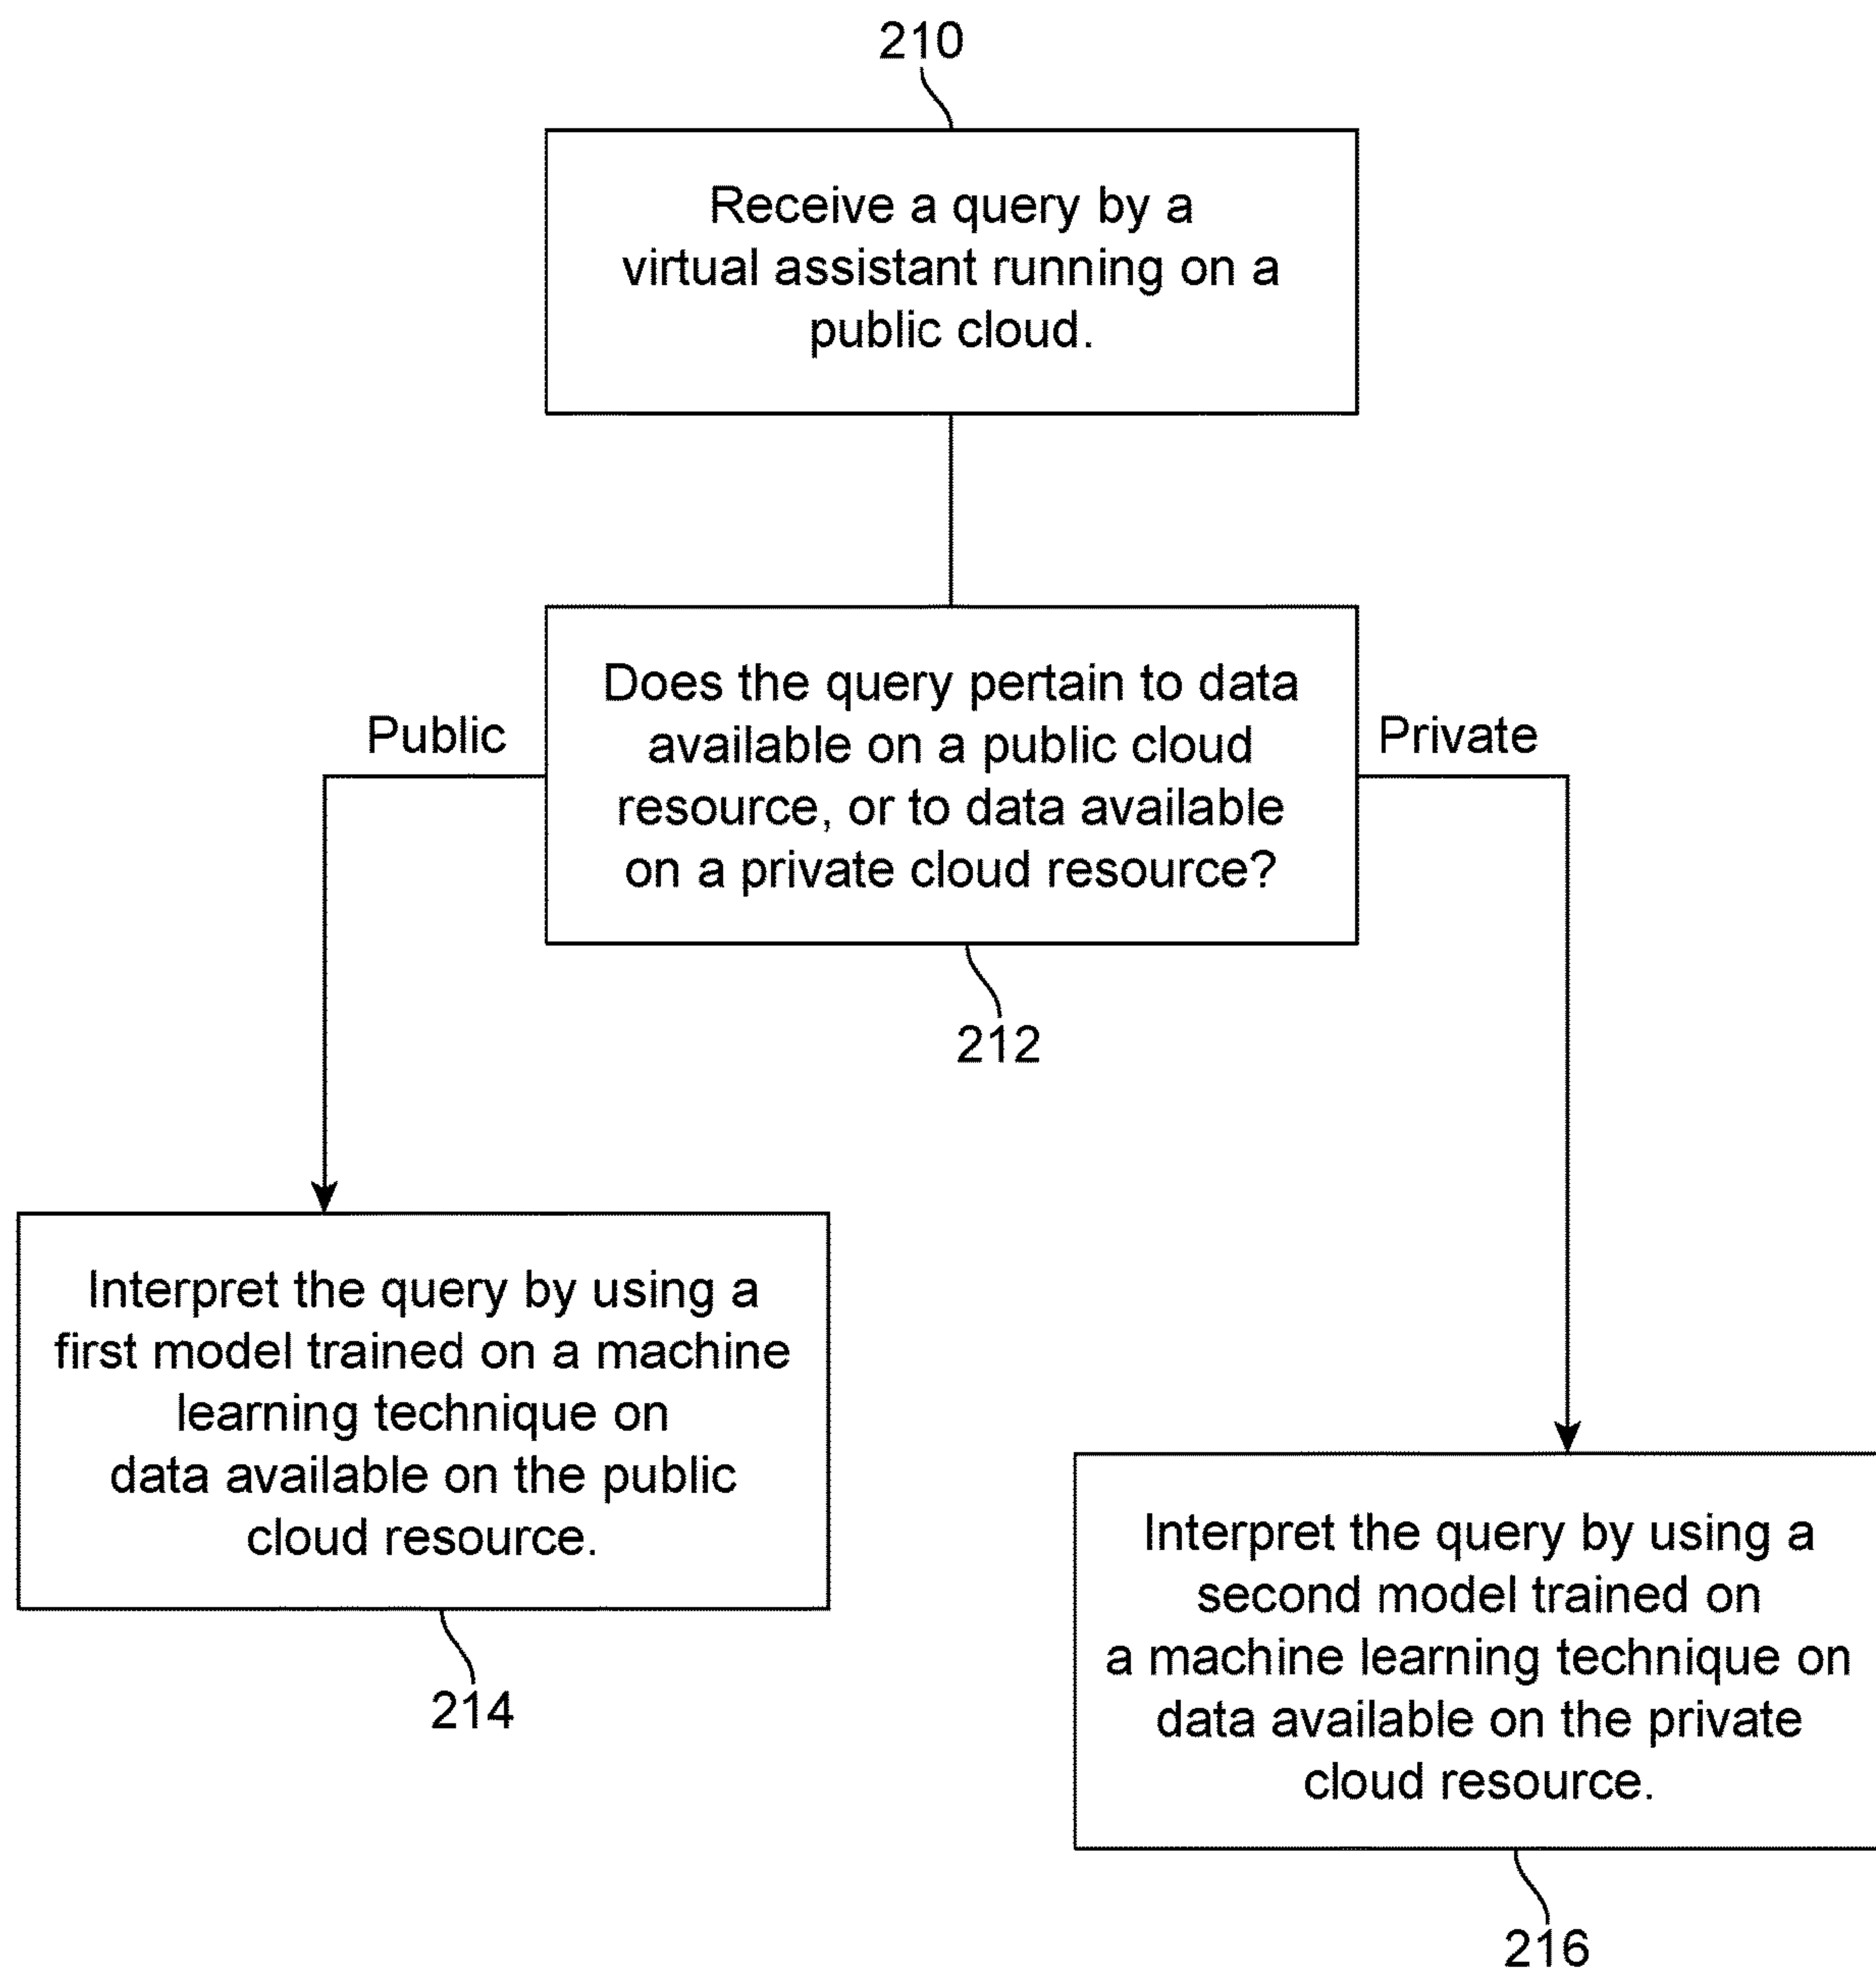 210
Receive a query by a
virtual assistant running on a
public cloud.
Does the query pertain to data
available on a public cloud
resource, or to data available
on a private cloud resource?
Public
Private
212
Interpret the query by using a
first model trained on a machine
learning technique on
data available on the public
cloud resource.
214
Interpret the query by using a
second model trained on
a machine learning technique on
data available on the private
cloud resource.
216